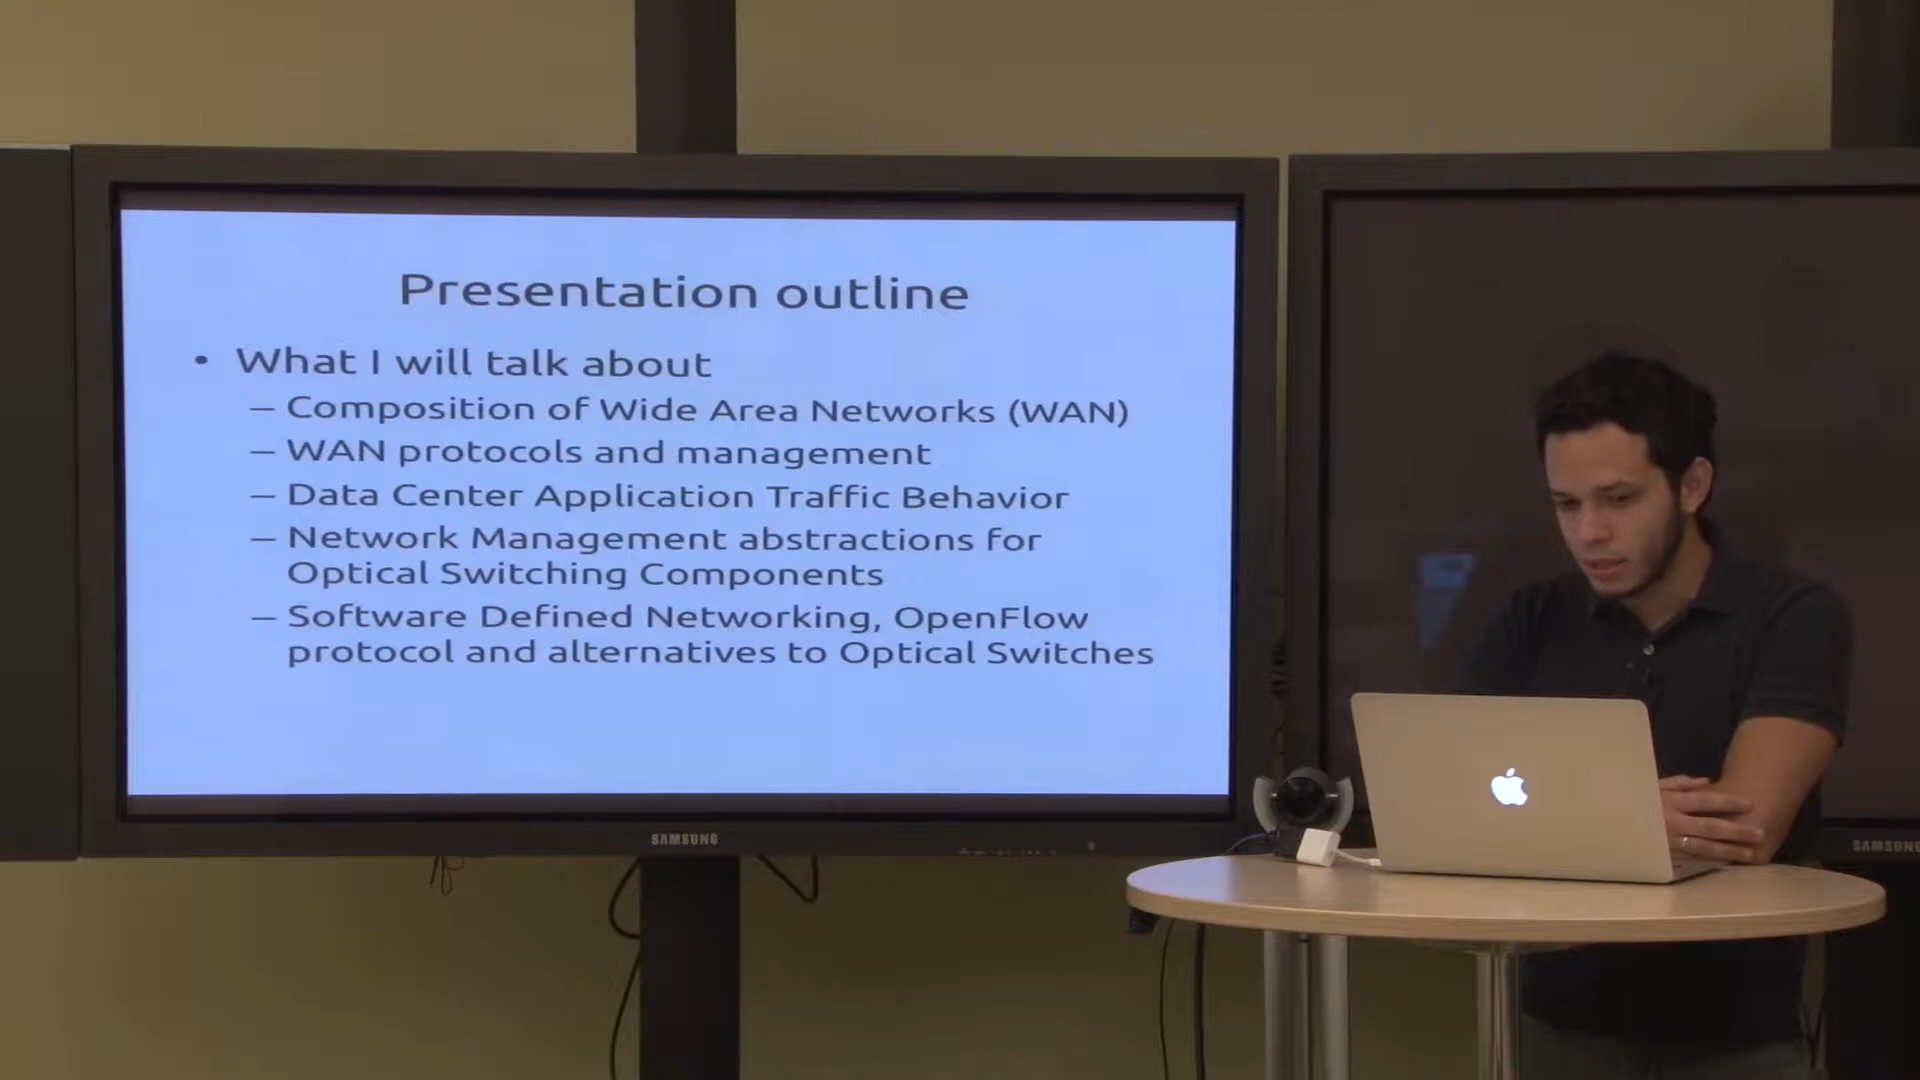 Presentation outline
• What I will talk about
– Composition of Wide Area Networks (WAN)
– WAN protocols and management
– Data Center Application Traffic Behavior
– Network Management abstractions for
Optical Switching Components
– Software Defined Networking, OpenFlow
protocol and alternatives to Optical Switches
SAMSUNG
SAMSUNG